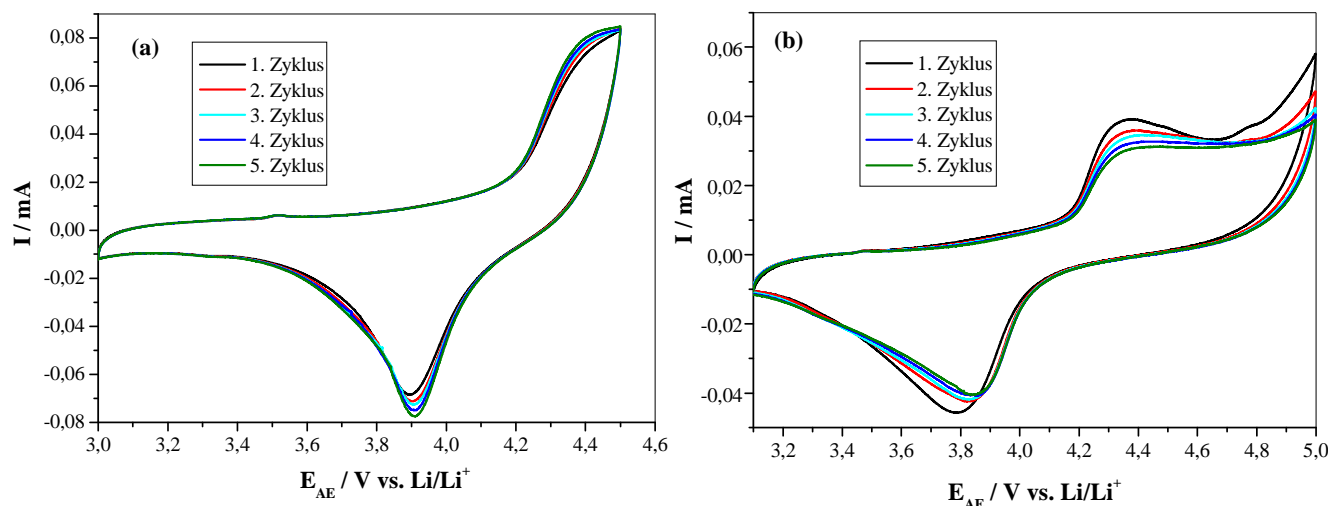 (a)
1. Zyklus
2. Zyklus
3. Zyklus
4. Zyklus
5. Zyklus
0,08
0,06
0,04
0,02
0,00
-0,02
-0,04
-0,06
-0,08
I / mA
3,0 3,2 3,4 3,6 3,8 4,0 4,2 4,4 4,6
E_AE / V vs. Li/Li⁺
(b)
1. Zyklus
2. Zyklus
3. Zyklus
4. Zyklus
5. Zyklus
0,06
0,04
0,02
0,00
-0,02
-0,04
I / mA
3,2 3,4 3,6 3,8 4,0 4,2 4,4 4,6 4,8 5,0
E_AE / V vs. Li/Li⁺